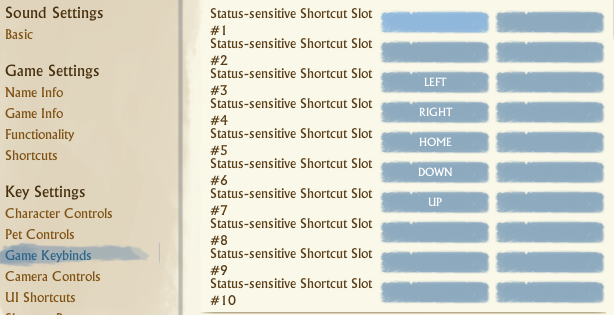 Sound Settings
Basic
Game Settings
Name Info
Game Info
Functionality
Shortcuts
Key Settings
Character Controls
Pet Controls
Game Keybinds
Camera Controls
UI Shortcuts
Status-sensitive Shortcut Slot
#1
Status-sensitive Shortcut Slot
#2
Status-sensitive Shortcut Slot
#3
LEFT
Status-sensitive Shortcut Slot
#4
RIGHT
Status-sensitive Shortcut Slot
#5
HOME
Status-sensitive Shortcut Slot
#6
DOWN
Status-sensitive Shortcut Slot
#7
UP
Status-sensitive Shortcut Slot
#8
Status-sensitive Shortcut Slot
#9
Status-sensitive Shortcut Slot
#10